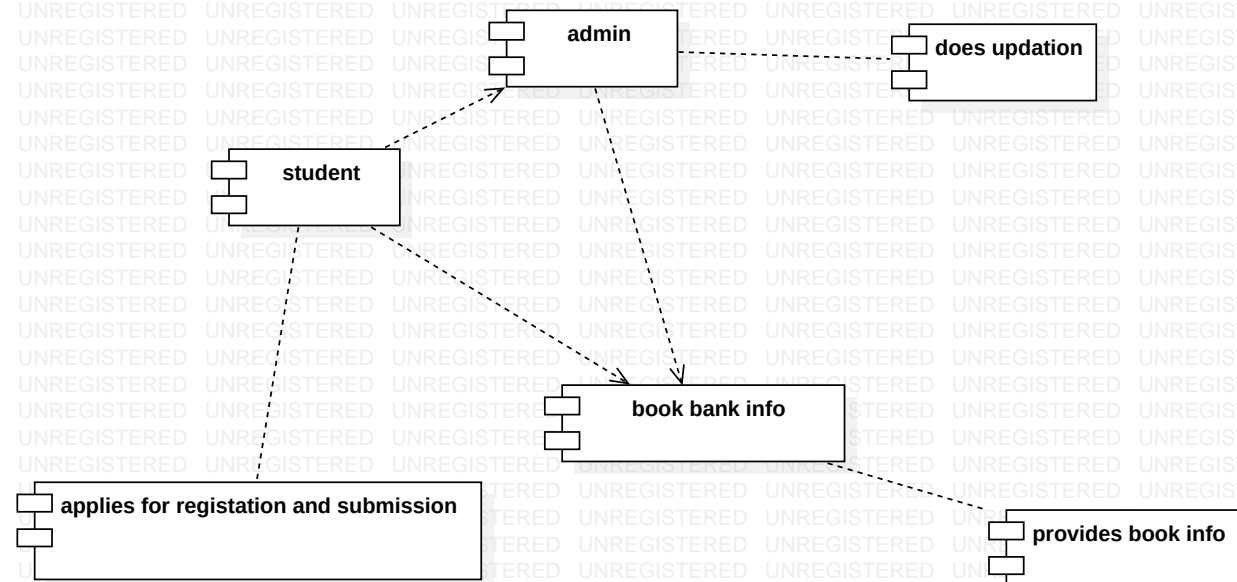 admin
does updation
student
book bank info
applies for registation and submission
provides book info
UNREGISTERED